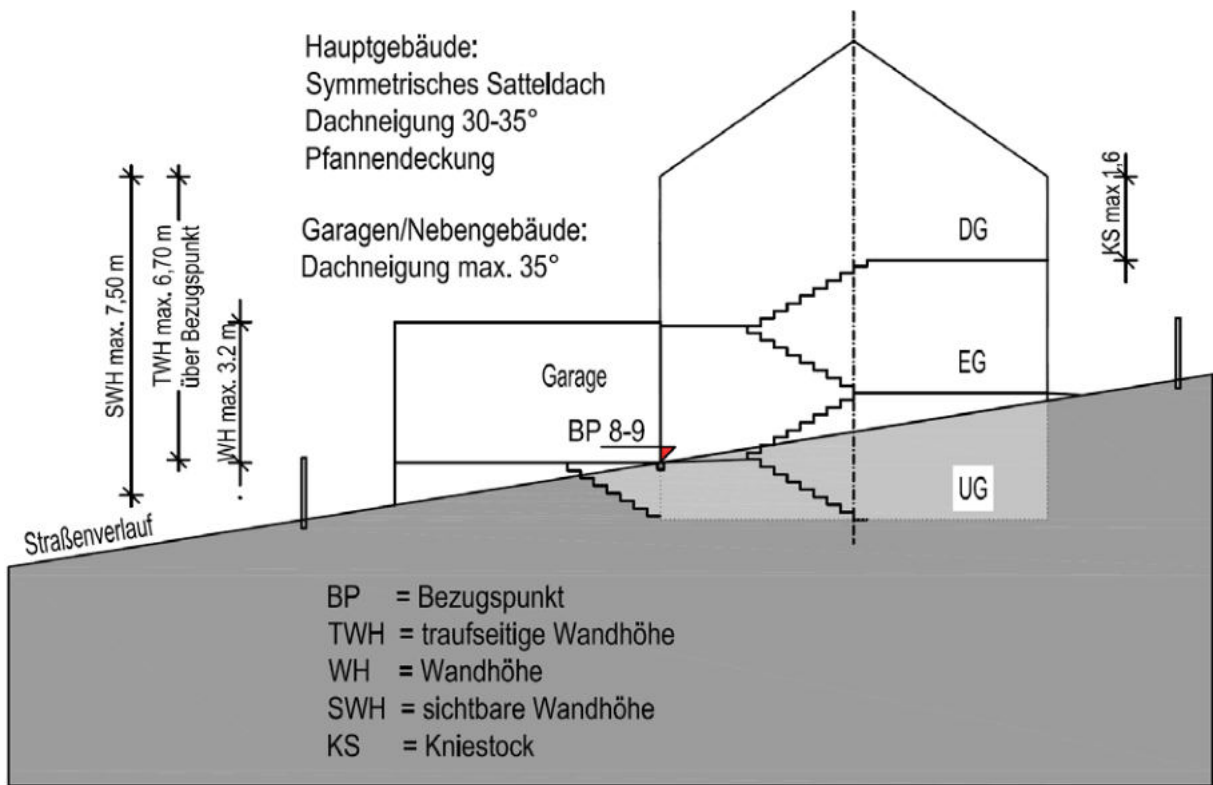 Hauptgebäude:
Symmetrisches Satteldach
Dachneigung 30-35°
Pfannendeckung
Garagen/Nebengebäude:
Dachneigung max. 35°
SWH max. 7,50 m
TWH max. 6,70 m
über Bezugspunkt
WH max. 3.2 m
KS max 1,6
DG
EG
Garage
BP 8-9
UG
Straßenverlauf
BP = Bezugspunkt
TWH = traufseitige Wandhöhe
WH = Wandhöhe
SWH = sichtbare Wandhöhe
KS = Kniestock